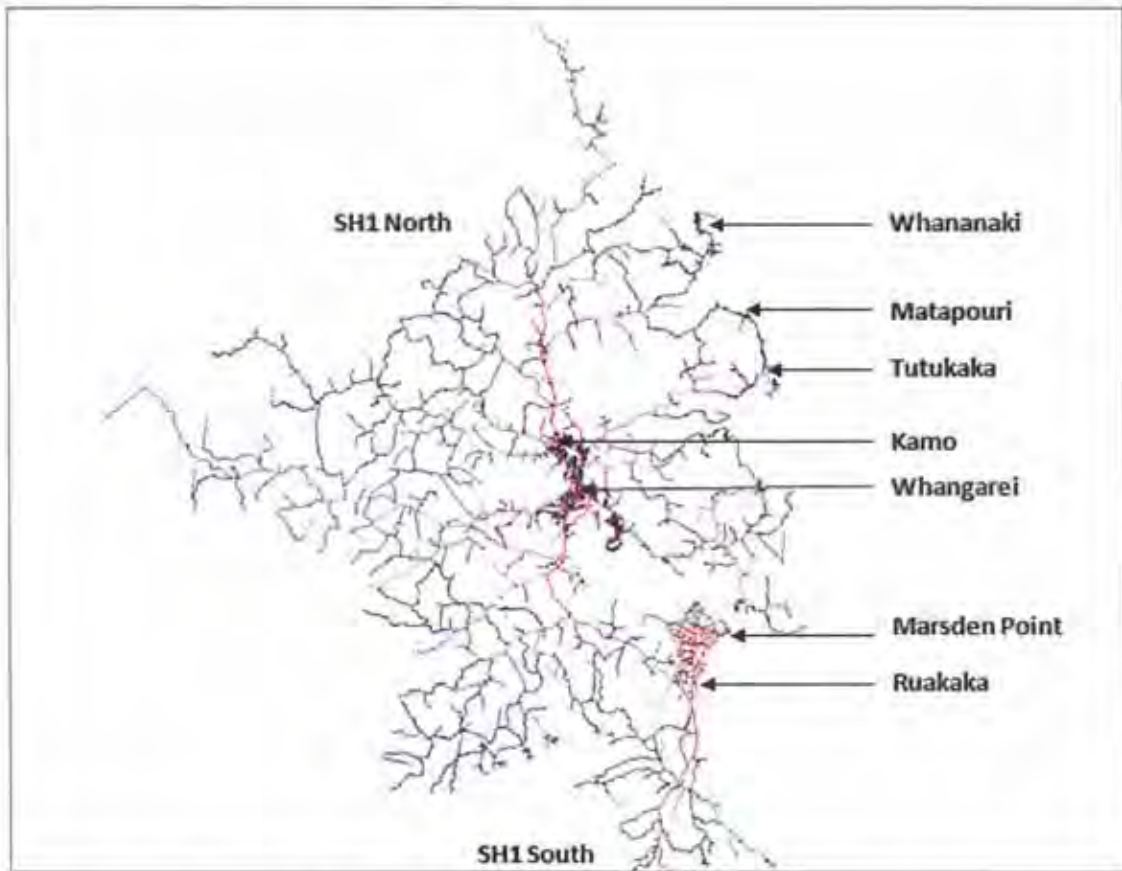 SH1 North
Whananaki
Matapouri
Tutukaka
Kamo
Whangarei
Marsden Point
Ruakaka
SH1 South